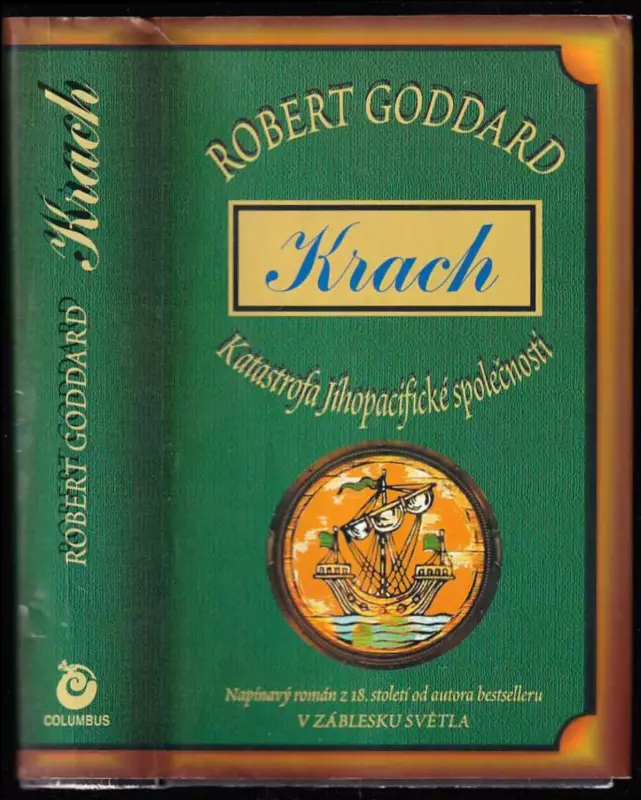 Krach
ROBERT GODDARD
COLUMBUS
ROBERT GODDARD
Krach
Katastrofa Jihopacifické společnosti
Napínavý román z 18. století od autora bestselleru
V ZÁBLESKU SVĚTLA